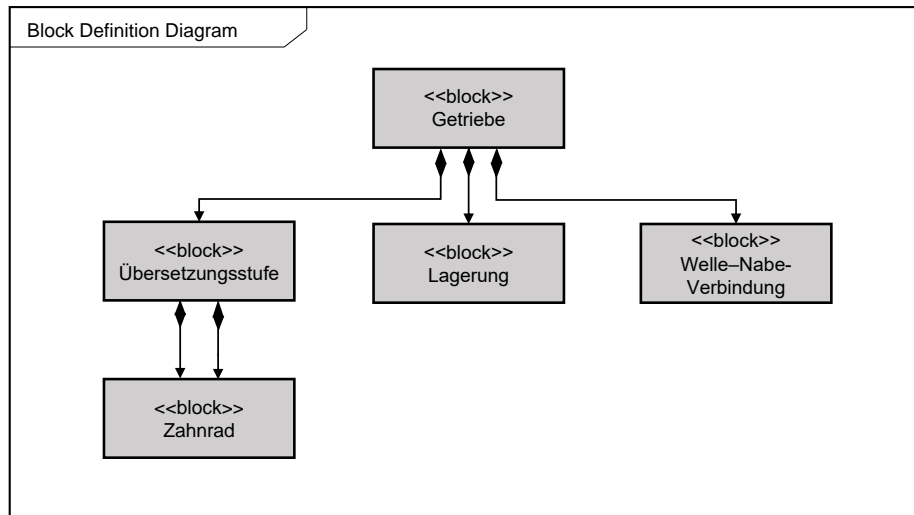 Block Definition Diagram
<<block>>
Getriebe
<<block>>
Übersetzungsstufe
<<block>>
Lagerung
<<block>>
Welle–Nabe-
Verbindung
<<block>>
Zahnrad